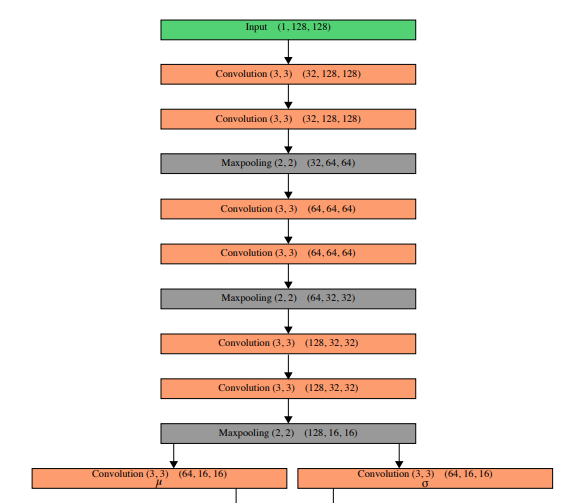 Input (1, 128, 128)
Convolution (3, 3) (32, 128, 128)
Convolution (3, 3) (32, 128, 128)
Maxpooling (2, 2) (32, 64, 64)
Convolution (3, 3) (64, 64, 64)
Convolution (3, 3) (64, 64, 64)
Maxpooling (2, 2) (64, 32, 32)
Convolution (3, 3) (128, 32, 32)
Convolution (3, 3) (128, 32, 32)
Maxpooling (2, 2) (128, 16, 16)
Convolution (3, 3) (64, 16, 16)
μ
Convolution (3, 3) (64, 16, 16)
σ